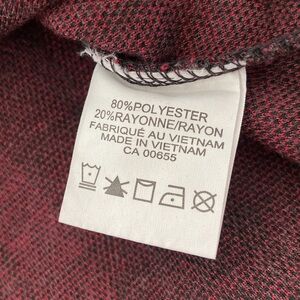 80%POLYESTER
20%RAYONNE/RAYON
FABRIQUÉ AU VIETNAM
MADE IN VIETNAM
CA 00655